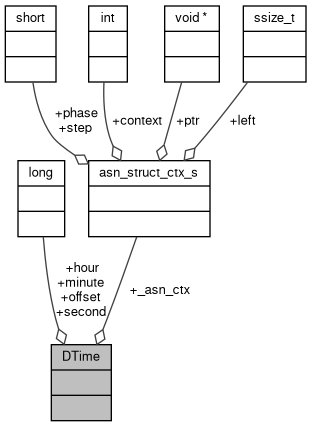 short
int
void *
ssize_t
+phase
+step
+context
+ptr
+left
long
asn_struct_ctx_s
+hour
+minute
+offset
+second
+_asn_ctx
DTime